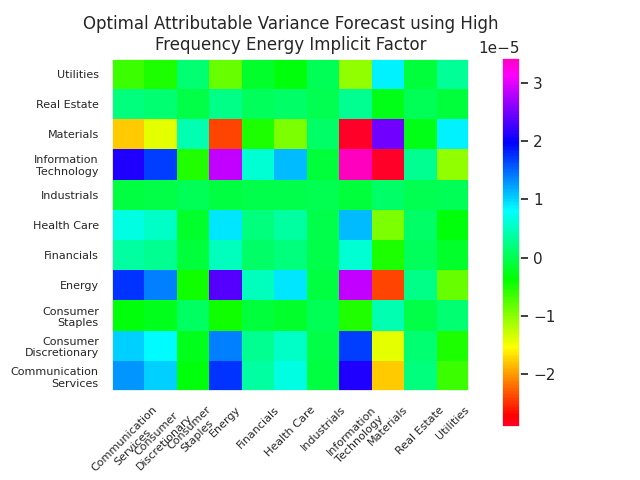 Optimal Attributable Variance Forecast using High
Frequency Energy Implicit Factor
1e−5
Utilities
Real Estate
Materials
Information
Technology
Industrials
Health Care
Financials
Energy
Consumer
Staples
Consumer
Discretionary
Communication
Services
3
2
1
0
−1
−2
Communication
Services
Consumer
Discretionary
Consumer
Staples
Energy
Financials
Health Care
Industrials
Information
Technology
Materials
Real Estate
Utilities